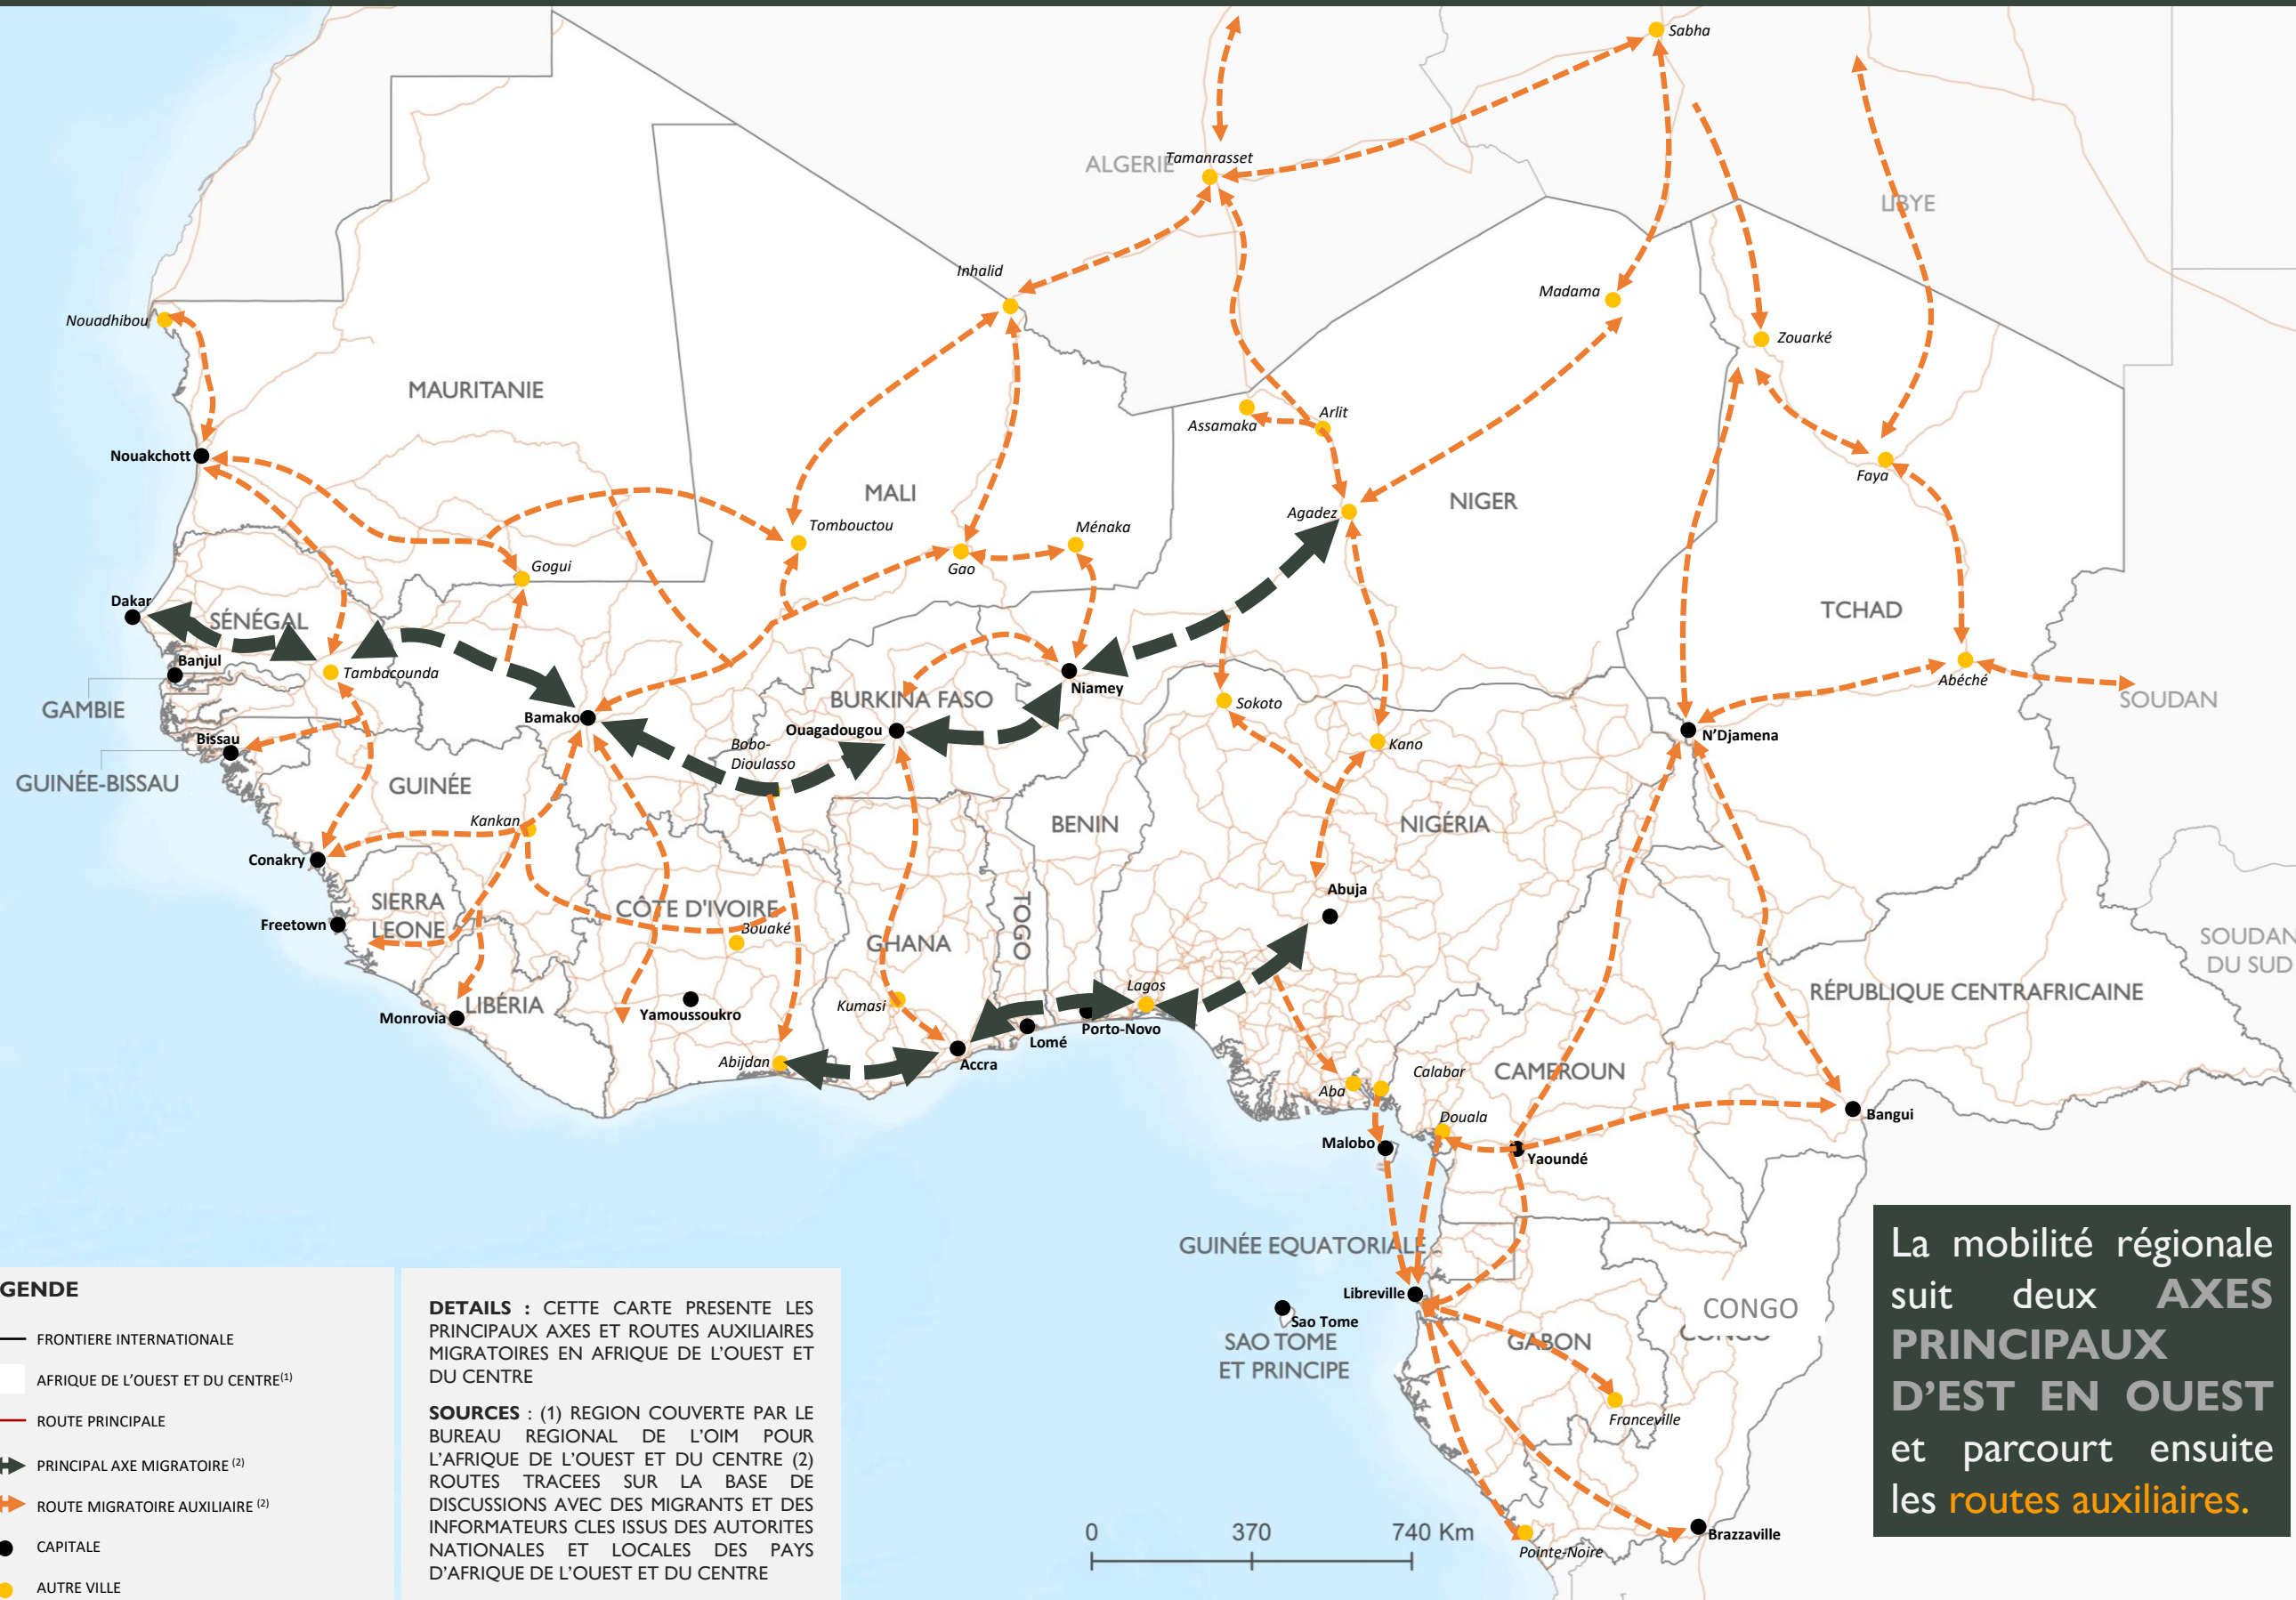 Sabha
ALGERIE
Tamanrasset
LIBYE
Inhalid
Madama
Nouadhibou
Zouarké
MAURITANIE
Assamaka
Arlit
Nouakchott
Faya
MALI
NIGER
Tombouctou
Ménaka
Agadez
Gogui
Gao
Dakar
SÉNÉGAL
TCHAD
Banjul
Tambacounda
Abéché
GAMBIE
Niamey
BURKINA FASO
Sokoto
SOUDAN
Bamako
Ouagadougou
Bissau
Bobo-
Dioulasso
Kano
N'Djamena
GUINÉE-BISSAU
GUINÉE
Kankan
BENIN
NIGÉRIA
Conakry
SIERRA
LEONE
Abuja
CÔTE D'IVOIRE
TOGO
Freetown
Bouaké
GHANA
SOUDAN
DU SUD
Lagos
RÉPUBLIQUE CENTRAFRICAINE
LIBÉRIA
Kumasi
Monrovia
Yamoussoukro
Porto-Novo
Lomé
Abijdan
Accra
Calabar
CAMEROUN
Aba
Douala
Bangui
Malobo
Yaoundé
GUINÉE EQUATORIALE
Libreville
CONGO
CONGO
Sao Tome
SAO TOME
ET PRINCIPE
GABON
Franceville
Brazzaville
Pointe-Noire
0 370 740 Km
GENDE
FRONTIERE INTERNATIONALE
AFRIQUE DE L'OUEST ET DU CENTRE(1)
ROUTE PRINCIPALE
PRINCIPAL AXE MIGRATOIRE (2)
ROUTE MIGRATOIRE AUXILIAIRE (2)
CAPITALE
AUTRE VILLE
DETAILS : CETTE CARTE PRESENTE LES
PRINCIPAUX AXES ET ROUTES AUXILIAIRES
MIGRATOIRES EN AFRIQUE DE L'OUEST ET
DU CENTRE
SOURCES : (1) REGION COUVERTE PAR LE
BUREAU REGIONAL DE L'OIM POUR
L'AFRIQUE DE L'OUEST ET DU CENTRE (2)
ROUTES TRACEES SUR LA BASE DE
DISCUSSIONS AVEC DES MIGRANTS ET DES
INFORMATEURS CLES ISSUS DES AUTORITES
NATIONALES ET LOCALES DES PAYS
D'AFRIQUE DE L'OUEST ET DU CENTRE
La mobilité régionale
suit deux AXES
PRINCIPAUX
D'EST EN OUEST
et parcourt ensuite
les routes auxiliaires.